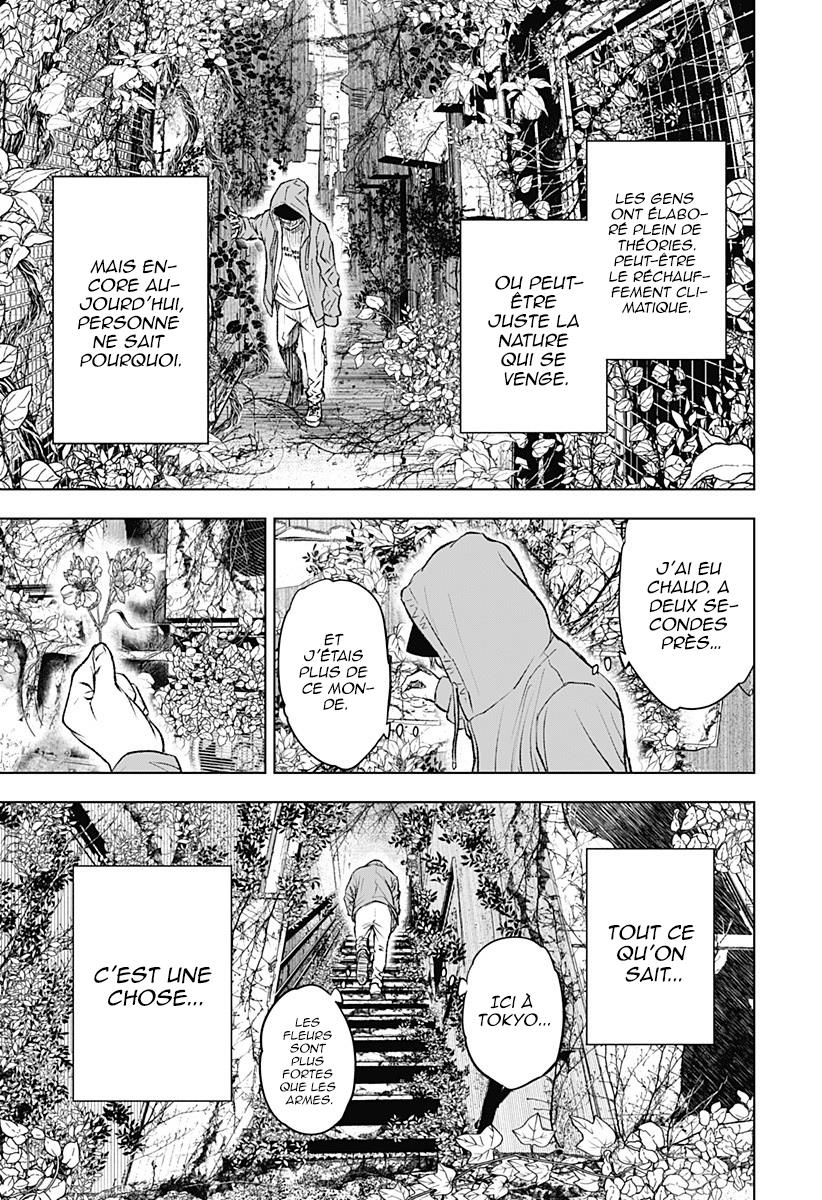 LES GENS
ONT ÉLABO-
RÉ PLEIN DE
THÉORIES.
PEUT-ÊTRE
LE RÉCHAUF-
FEMENT CLI-
MATIQUE.
OU PEUT-
ÊTRE
JUSTE LA
NATURE
QUI SE
VENGE.
MAIS EN-
CORE AU-
JOURD'HUI,
PERSONNE
NE SAIT
POURQUOI.
J'AI EU
CHAUD. A
DEUX SE-
CONDES
PRÈS...
ET
J'ÉTAIS
PLUS DE
CE MON-
DE.
TOUT CE
QU'ON
SAIT...
ICI À
TOKYO...
C'EST UNE
CHOSE...
LES
FLEURS
SONT
PLUS
FORTES
QUE LES
ARMES.